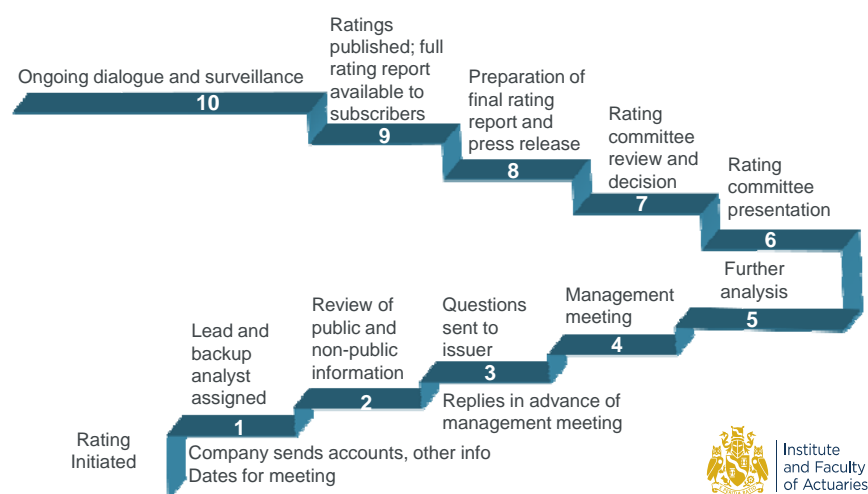 Ratings
published; full
rating report
available to
subscribers
Ongoing dialogue and surveillance
10
9
Preparation of
final rating
report and
press release
8
Rating
committee
review and
decision
7
Rating
committee
presentation
6
Further
analysis
5
Management
meeting
4
Questions
sent to
issuer
3
Replies in advance of
management meeting
Review of
public and
non-public
information
2
Lead and
backup
analyst
assigned
1
Company sends accounts, other info
Dates for meeting
Rating
Initiated
Institute
and Faculty
of Actuaries